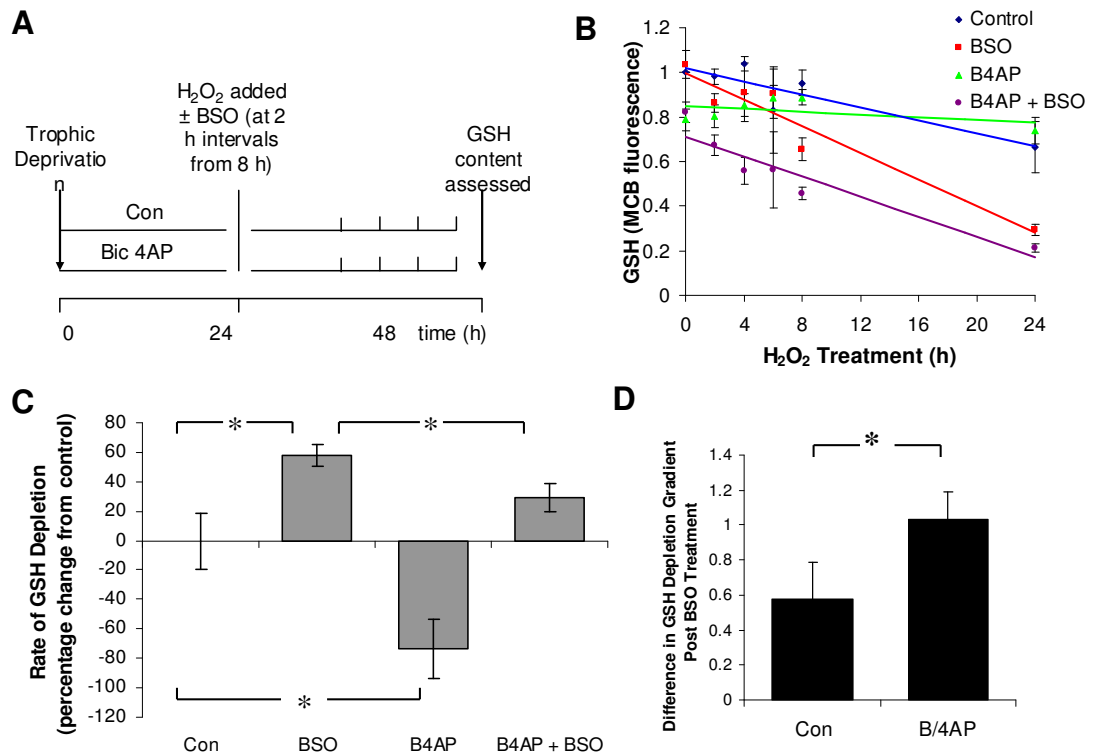 A
Trophic
Deprivatio
n
H₂O₂ added
± BSO (at 2
h intervals
from 8 h)
GSH
content
assessed
Con
Bic 4AP
0
24
48
time (h)
B
GSH (MCB fluorescence)
1.2
1
0.8
0.6
0.4
0.2
0
0
4
8
12
16
20
24
H₂O₂ Treatment (h)
Control
BSO
B4AP
B4AP + BSO
C
Rate of GSH Depletion
(percentage change from control)
80
60
40
20
0
-20
-40
-60
-80
-100
-120
*
*
*
Con
BSO
B4AP
B4AP + BSO
D
Difference in GSH Depletion Gradient
Post BSO Treatment
1.4
1.2
1
0.8
0.6
0.4
0.2
0
*
Con
B/4AP